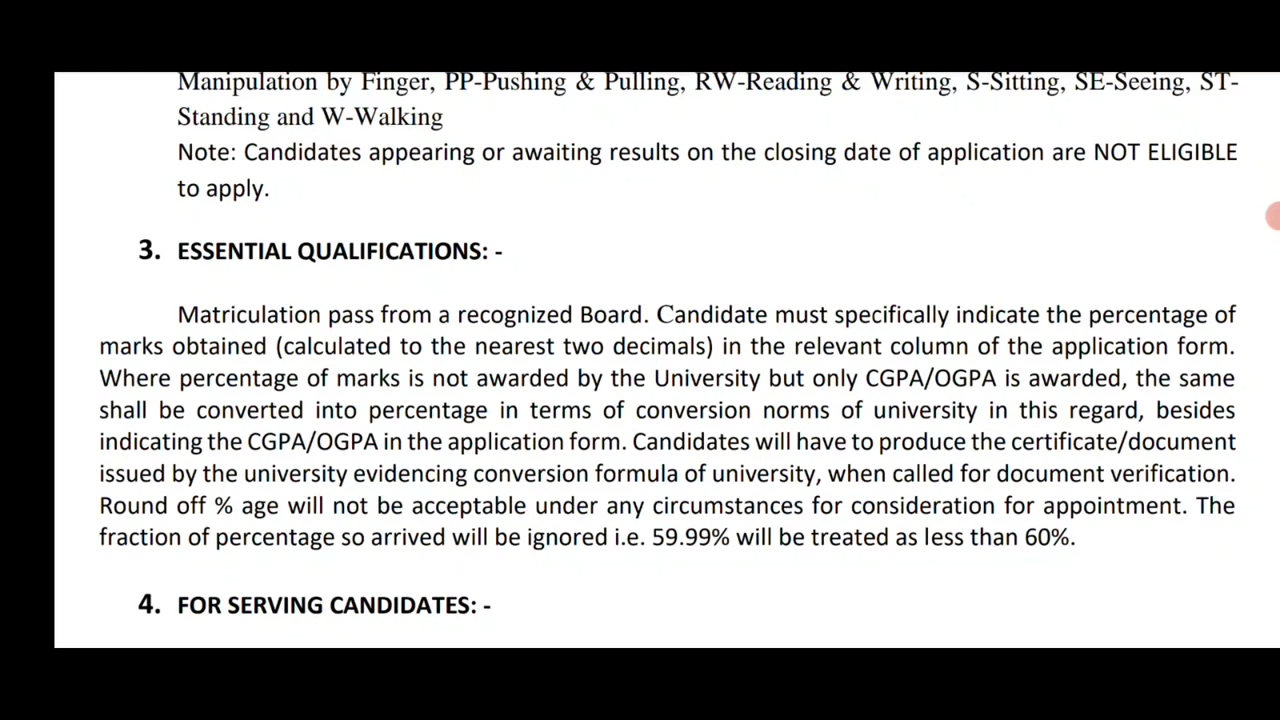 Manipulation by Finger, PP-Pushing & Pulling, RW-Reading & Writing, S-Sitting, SE-Seeing, ST-
Standing and W-Walking
Note: Candidates appearing or awaiting results on the closing date of application are NOT ELIGIBLE
to apply.
3. ESSENTIAL QUALIFICATIONS: -
Matriculation pass from a recognized Board. Candidate must specifically indicate the percentage of
marks obtained (calculated to the nearest two decimals) in the relevant column of the application form.
Where percentage of marks is not awarded by the University but only CGPA/OGPA is awarded, the same
shall be converted into percentage in terms of conversion norms of university in this regard, besides
indicating the CGPA/OGPA in the application form. Candidates will have to produce the certificate/document
issued by the university evidencing conversion formula of university, when called for document verification.
Round off % age will not be acceptable under any circumstances for consideration for appointment. The
fraction of percentage so arrived will be ignored i.e. 59.99% will be treated as less than 60%.
4. FOR SERVING CANDIDATES: -